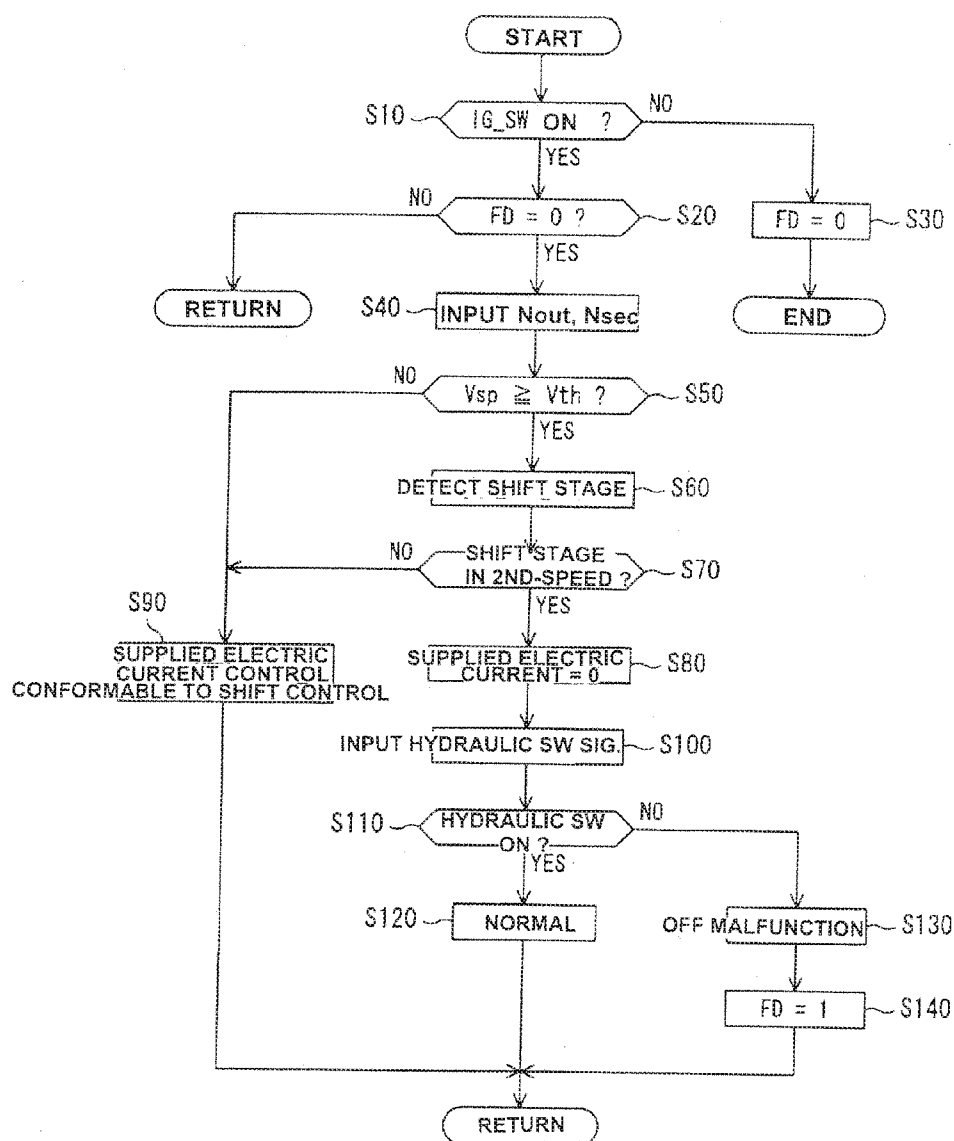 START
S10
IG_SW ON ?
NO
YES
NO
FD = 0 ?
S20
FD = 0
S30
YES
RETURN
S40
INPUT Nout, Nsec
END
NO
Vsp ≧ Vth ?
S50
YES
DETECT SHIFT STAGE
S60
NO
SHIFT STAGE
IN 2ND-SPEED ?
S70
YES
S90
SUPPLIED ELECTRIC
CURRENT CONTROL
CONFORMABLE TO SHIFT CONTROL
SUPPLIED ELECTRIC
CURRENT = 0
S80
INPUT HYDRAULIC SW SIG.
S100
S110
HYDRAULIC SW
ON ?
NO
YES
S120
NORMAL
OFF MALFUNCTION
S130
FD = 1
S140
RETURN